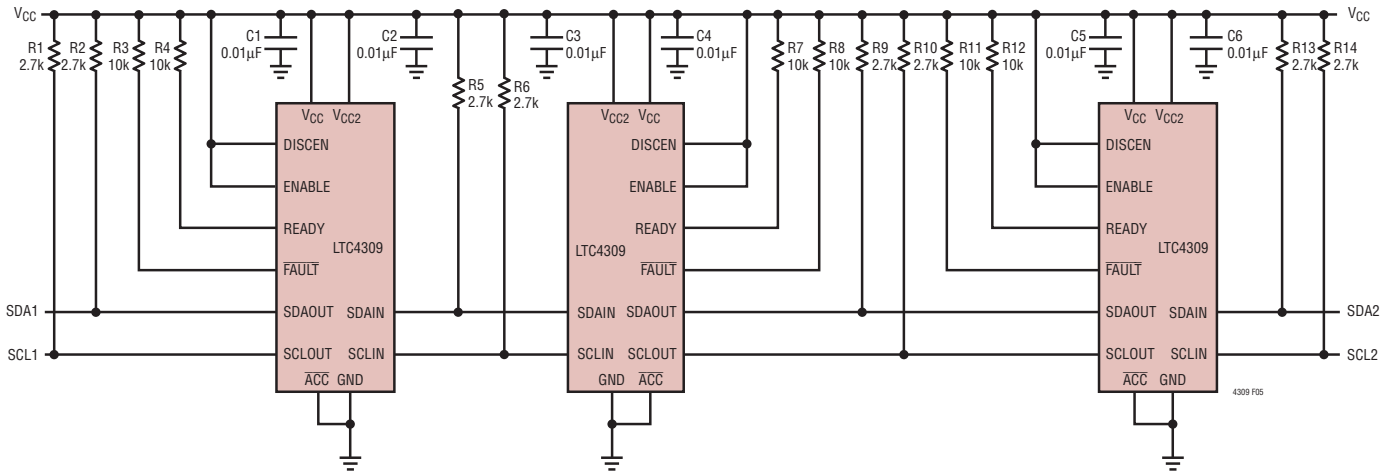 VCC
VCC
R1
2.7k
R2
2.7k
R3
10k
R4
10k
C1
0.01µF
C2
0.01µF
R5
2.7k
R6
2.7k
C3
0.01µF
C4
0.01µF
R7
10k
R8
10k
R9
2.7k
R10
2.7k
R11
10k
R12
10k
C5
0.01µF
C6
0.01µF
R13
2.7k
R14
2.7k
VCC VCC2
DISCEN
ENABLE
READY
LTC4309
FAULT
SDAOUT SDAIN
SCLOUT SCLIN
ACC GND
VCC2 VCC
DISCEN
ENABLE
READY
LTC4309
FAULT
SDAIN SDAOUT
SCLIN SCLOUT
GND ACC
VCC VCC2
DISCEN
ENABLE
READY
LTC4309
FAULT
SDAOUT SDAIN
SCLOUT SCLIN
ACC GND
SDA1
SDA2
SCL1
SCL2
4309 F05